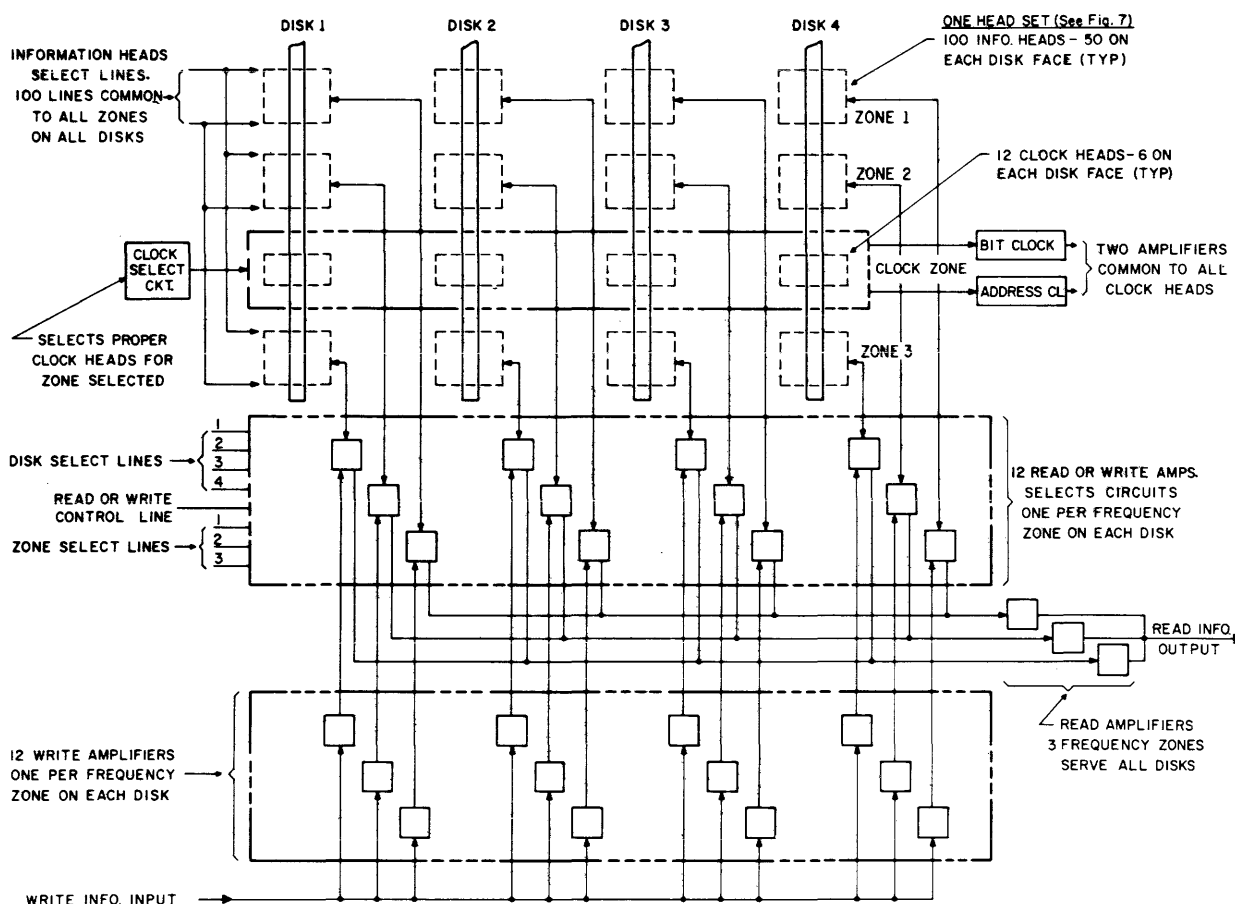 DISK 1
DISK 2
DISK 3
DISK 4
ONE HEAD SET (See Fig. 7)
100 INFO. HEADS - 50 ON
EACH DISK FACE (TYP)
INFORMATION HEADS
SELECT LINES.
100 LINES COMMON
TO ALL ZONES
ON ALL DISKS
ZONE 1
ZONE 2
12 CLOCK HEADS - 6 ON
EACH DISK FACE (TYP)
CLOCK
SELECT
CKT.
CLOCK ZONE
BIT CLOCK
ADDRESS CL.
TWO AMPLIFIERS
COMMON TO ALL
CLOCK HEADS
SELECTS PROPER
CLOCK HEADS FOR
ZONE SELECTED
ZONE 3
DISK SELECT LINES
1
2
3
4
READ OR WRITE
CONTROL LINE
ZONE SELECT LINES
1
2
3
12 READ OR WRITE AMPS.
SELECTS CIRCUITS
ONE PER FREQUENCY
ZONE ON EACH DISK
READ INFO.
OUTPUT
READ AMPLIFIERS
3 FREQUENCY ZONES
SERVE ALL DISKS
12 WRITE AMPLIFIERS
ONE PER FREQUENCY
ZONE ON EACH DISK
WRITE INFO. INPUT